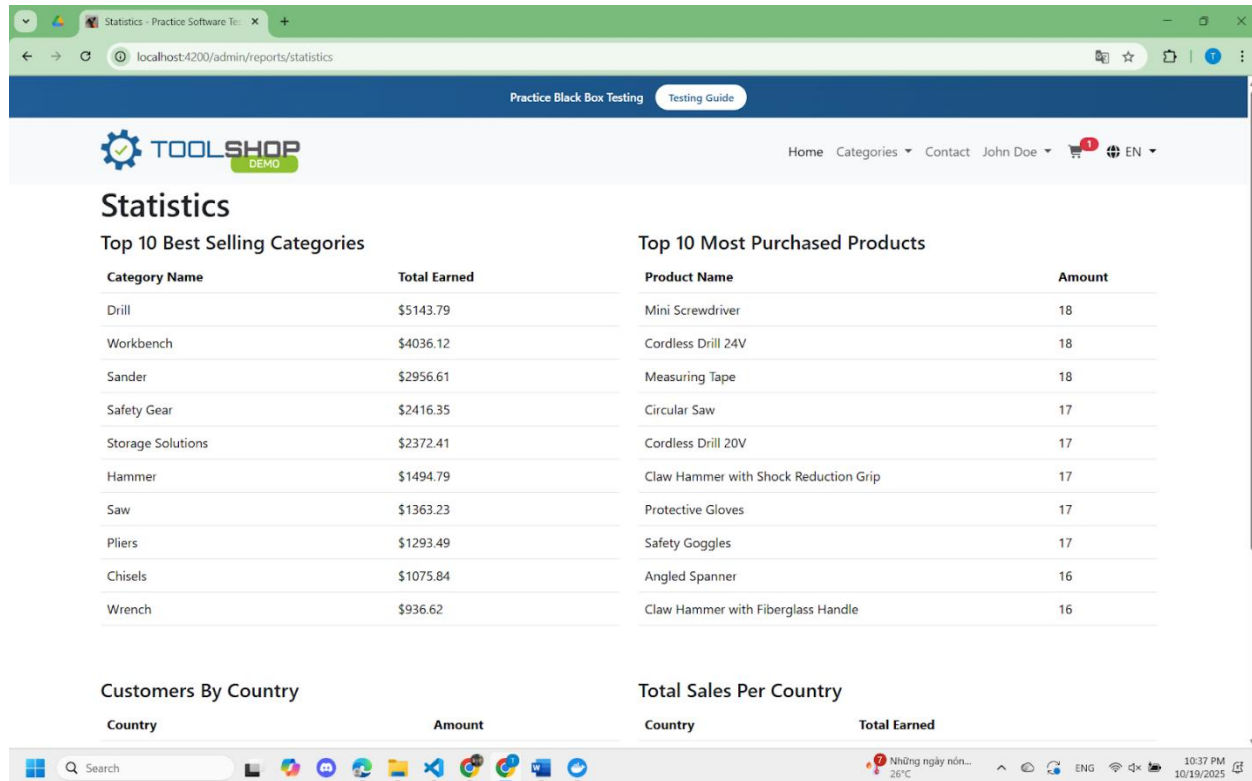 Statistics - Practice Software Tes
localhost:4200/admin/reports/statistics
T
Practice Black Box Testing Testing Guide
TOOLSHOP
DEMO
Home Categories Contact John Doe 1 EN
Statistics
Top 10 Best Selling Categories
Category Name Total Earned
Drill $5143.79
Workbench $4036.12
Sander $2956.61
Safety Gear $2416.35
Storage Solutions $2372.41
Hammer $1494.79
Saw $1363.23
Pliers $1293.49
Chisels $1075.84
Wrench $936.62
Top 10 Most Purchased Products
Product Name Amount
Mini Screwdriver 18
Cordless Drill 24V 18
Measuring Tape 18
Circular Saw 17
Cordless Drill 20V 17
Claw Hammer with Shock Reduction Grip 17
Protective Gloves 17
Safety Goggles 17
Angled Spanner 16
Claw Hammer with Fiberglass Handle 16
Customers By Country
Country Amount
Total Sales Per Country
Country Total Earned
Search
7
Những ngày nón...
26°C
ENG
10:37 PM
10/19/2025